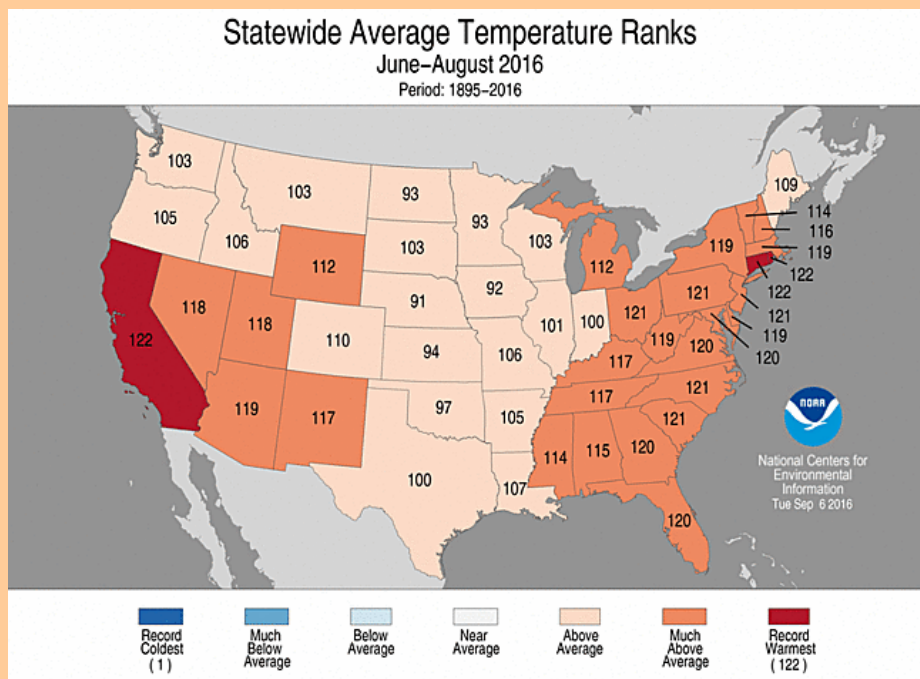 Statewide Average Temperature Ranks
June–August 2016
Period: 1895–2016
103
103
93
93
109
105
106
103
103
114
116
119
119
112
112
122
122
91
92
121
121
121
118
118
110
94
101
100
119
119
122
106
117
120
120
119
117
97
105
117
121
121
NOAA
114
115
120
National Centers for
Environmental
Information
Tue Sep 6 2016
100
107
120
Record
Coldest
( 1 )
Much
Below
Average
Below
Average
Near
Average
Above
Average
Much
Above
Average
Record
Warmest
( 122 )